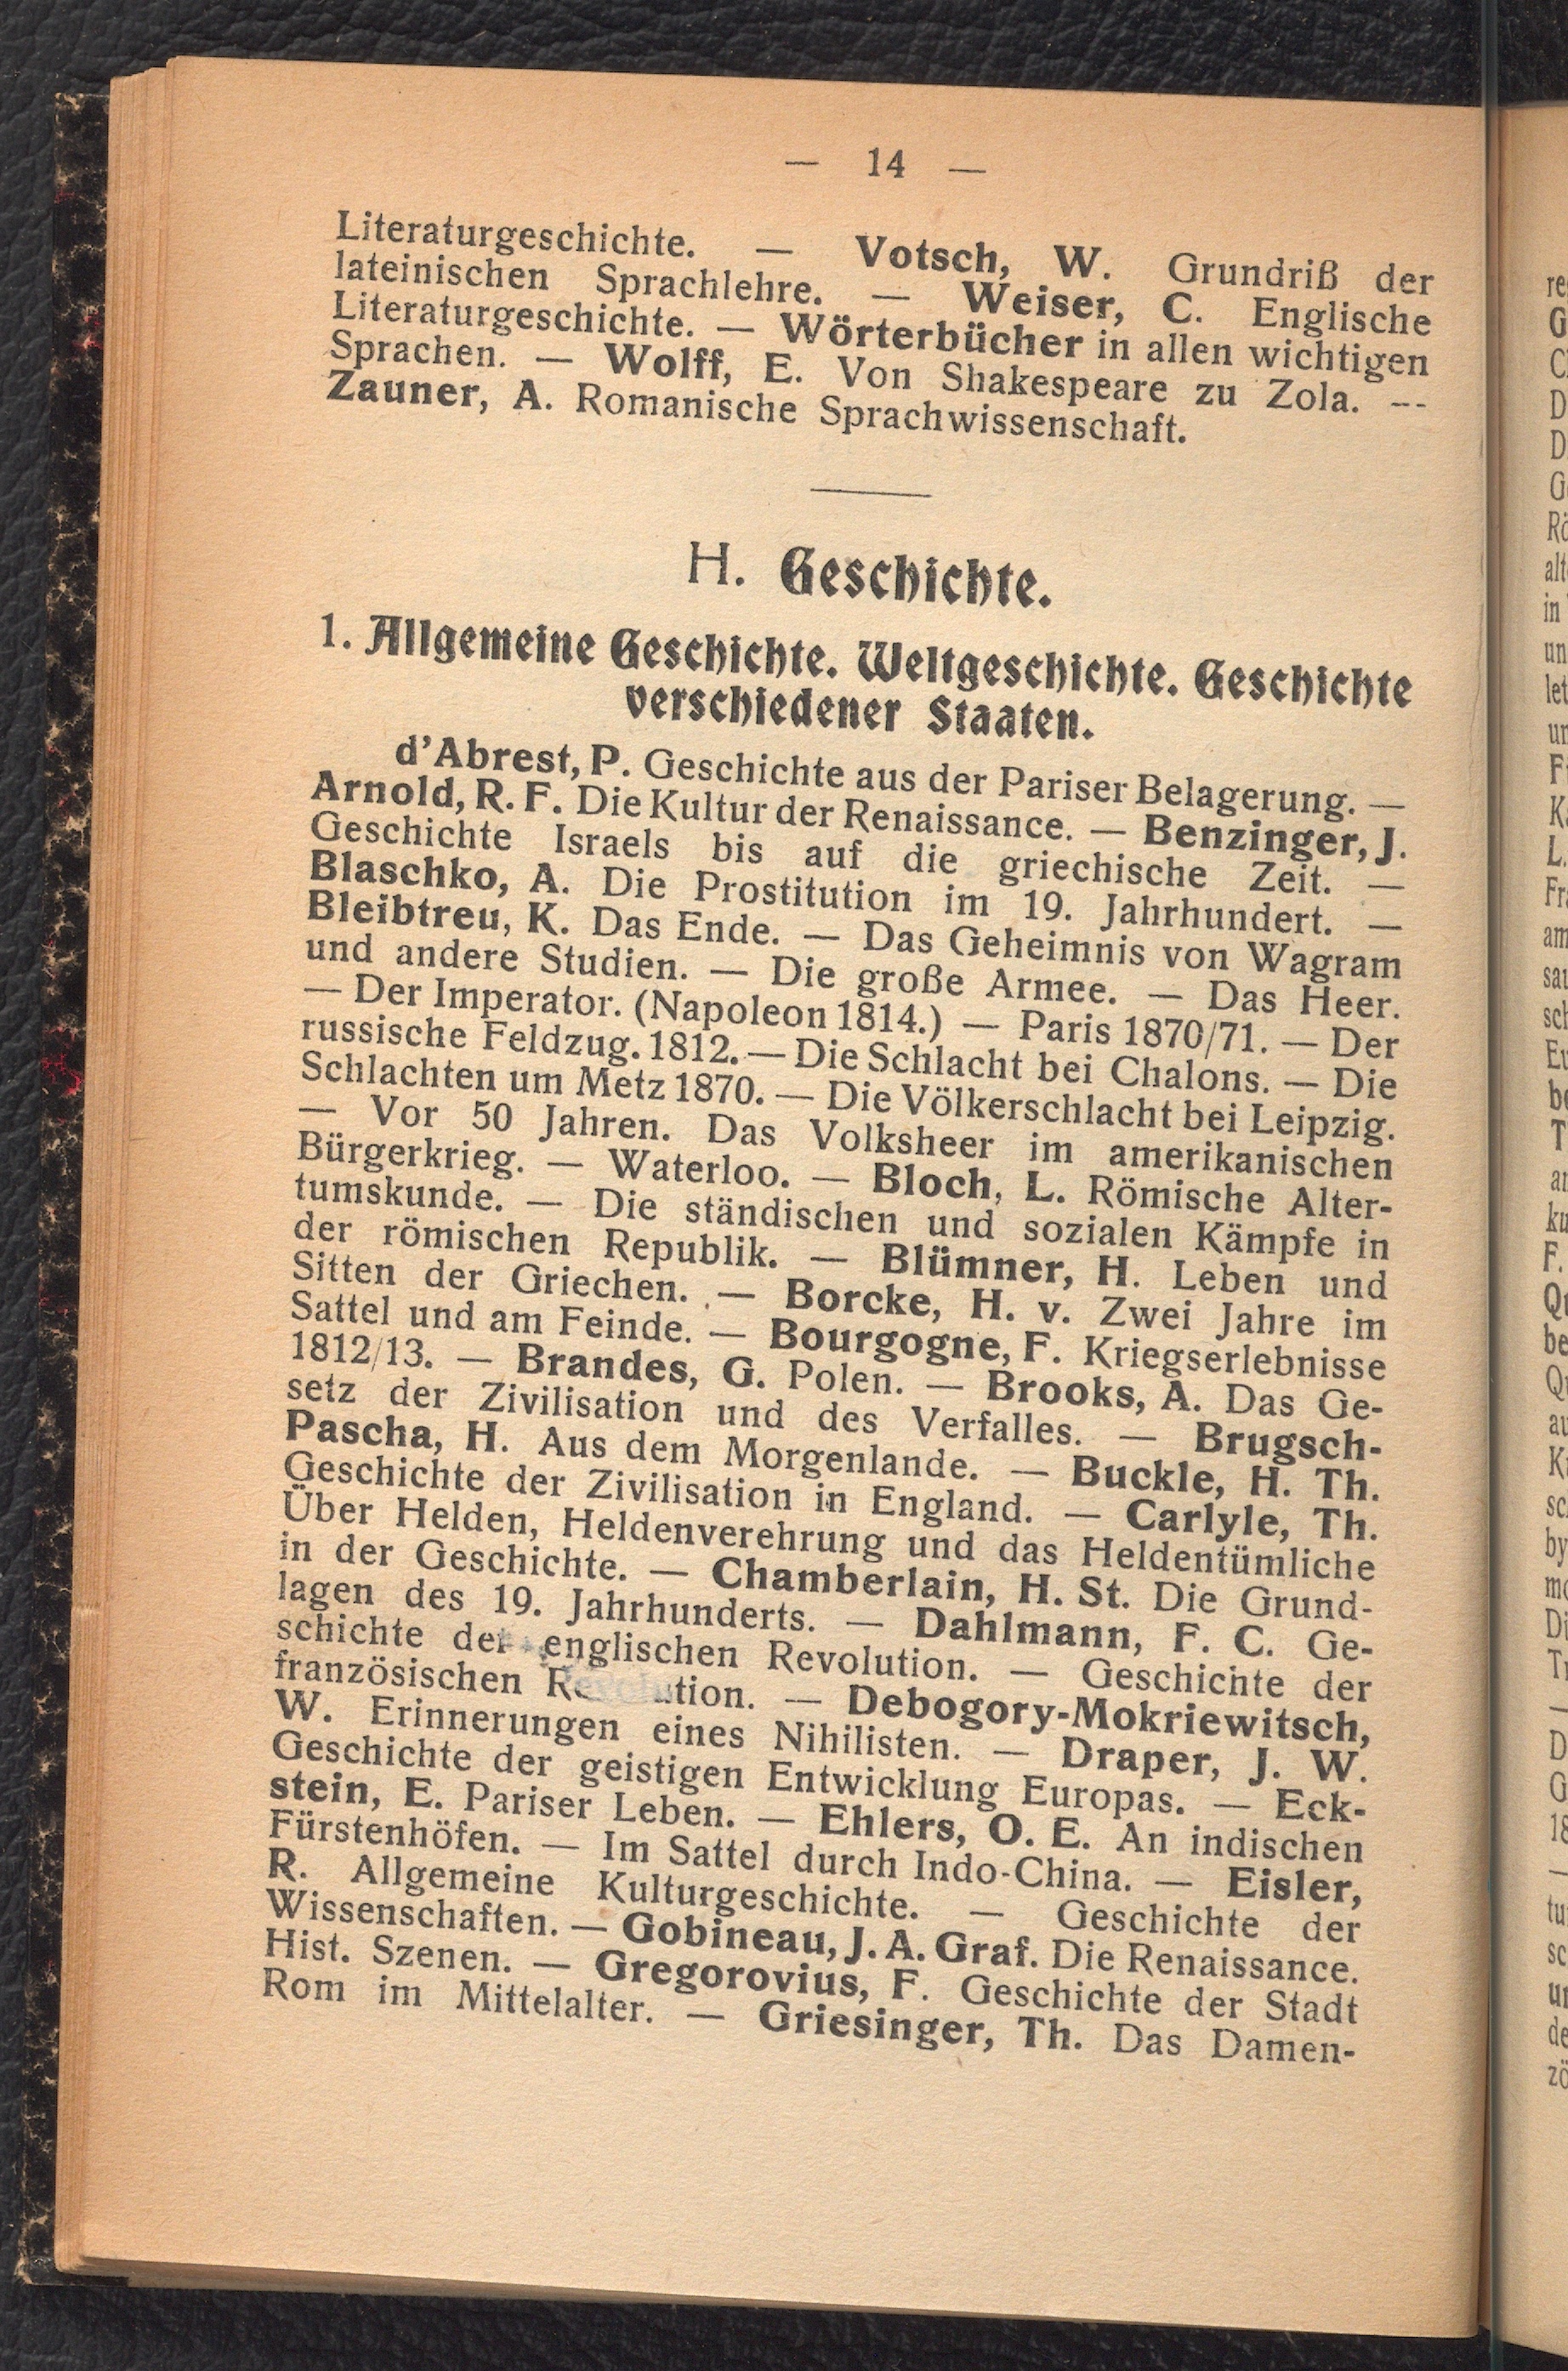 — 14 —
Literaturgeschichte. — Votsch, W. Grundriß der
lateinischen Sprachlehre. — Weiser, C. Englische
Literaturgeschichte. — Wörterbücher in allen wichtigen
Sprachen. — Wolff, E. Von Shakespeare zu Zola. --
Zauner, A. Romanische Sprachwissenschaft.
H. Geschichte.
1. Allgemeine Geschichte. Weltgeschichte. Geschichte
verschiedener Staaten.
d'Abrest, P. Geschichte aus der Pariser Belagerung. —
Arnold, R. F. Die Kultur der Renaissance. — Benzinger, J.
Geschichte Israels bis auf die griechische Zeit. —
Blaschko, A. Die Prostitution im 19. Jahrhundert. —
Bleibtreu, K. Das Ende. — Das Geheimnis von Wagram
und andere Studien. — Die große Armee. — Das Heer.
— Der Imperator. (Napoleon 1814.) — Paris 1870/71. — Der
russische Feldzug. 1812. — Die Schlacht bei Chalons. — Die
Schlachten um Metz 1870. — Die Völkerschlacht bei Leipzig.
— Vor 50 Jahren. Das Volksheer im amerikanischen
Bürgerkrieg. — Waterloo. — Bloch, L. Römische Alter-
tumskunde. — Die ständischen und sozialen Kämpfe in
der römischen Republik. — Blümner, H. Leben und
Sitten der Griechen. — Borcke, H. v. Zwei Jahre im
Sattel und am Feinde. — Bourgogne, F. Kriegserlebnisse
1812/13. — Brandes, G. Polen. — Brooks, A. Das Ge-
setz der Zivilisation und des Verfalles. — Brugsch-
Pascha, H. Aus dem Morgenlande. — Buckle, H. Th.
Geschichte der Zivilisation in England. — Carlyle, Th.
Über Helden, Heldenverehrung und das Heldentümliche
in der Geschichte. — Chamberlain, H. St. Die Grund-
lagen des 19. Jahrhunderts. — Dahlmann, F. C. Ge-
schichte der englischen Revolution. — Geschichte der
französischen Revolution. — Debogory-Mokriewitsch,
W. Erinnerungen eines Nihilisten. — Draper, J. W.
Geschichte der geistigen Entwicklung Europas. — Eck-
stein, E. Pariser Leben. — Ehlers, O. E. An indischen
Fürstenhöfen. — Im Sattel durch Indo-China. — Eisler,
R. Allgemeine Kulturgeschichte. — Geschichte der
Wissenschaften. — Gobineau, J. A. Graf. Die Renaissance.
Hist. Szenen. — Gregorovius, F. Geschichte der Stadt
Rom im Mittelalter. — Griesinger, Th. Das Damen-